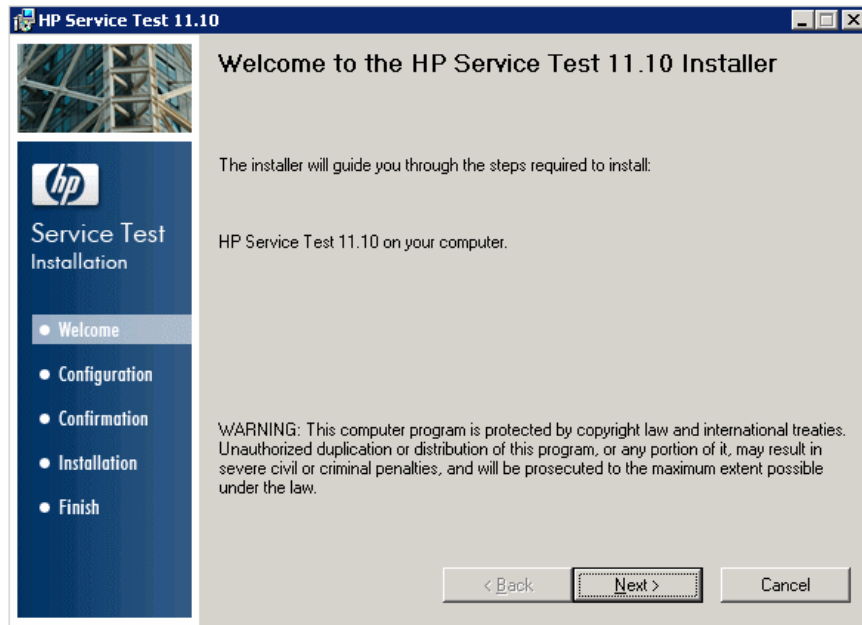 HP Service Test 11.10
Welcome to the HP Service Test 11.10 Installer
hp
Service Test
Installation
Welcome
Configuration
Confirmation
Installation
Finish
The installer will guide you through the steps required to install:
HP Service Test 11.10 on your computer.
WARNING: This computer program is protected by copyright law and international treaties.
Unauthorized duplication or distribution of this program, or any portion of it, may result in
severe civil or criminal penalties, and will be prosecuted to the maximum extent possible
under the law.
< Back
Next >
Cancel